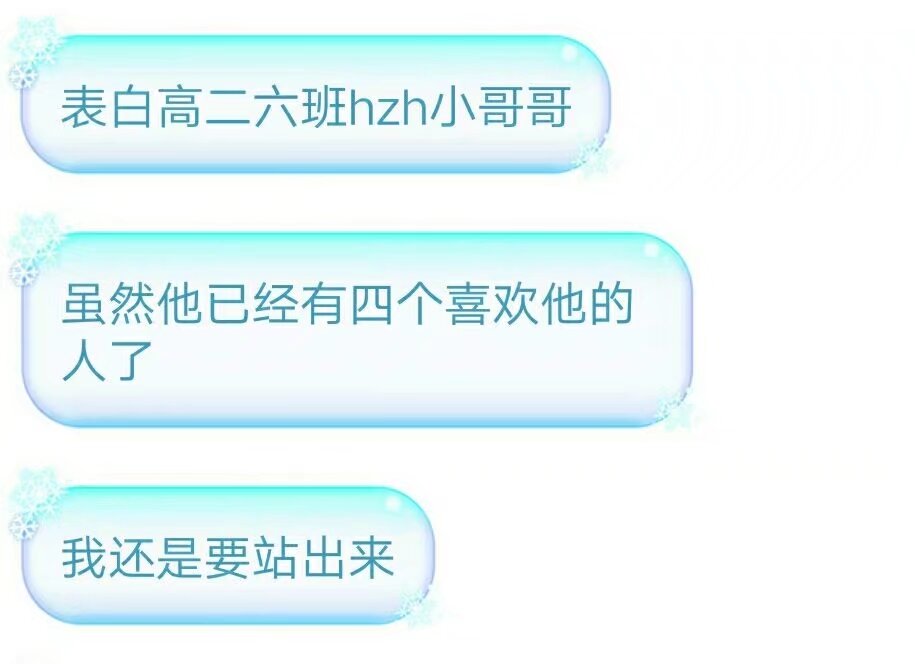 表白高二六班hzh小哥哥
虽然他已经有四个喜欢他的
人了
我还是要站出来